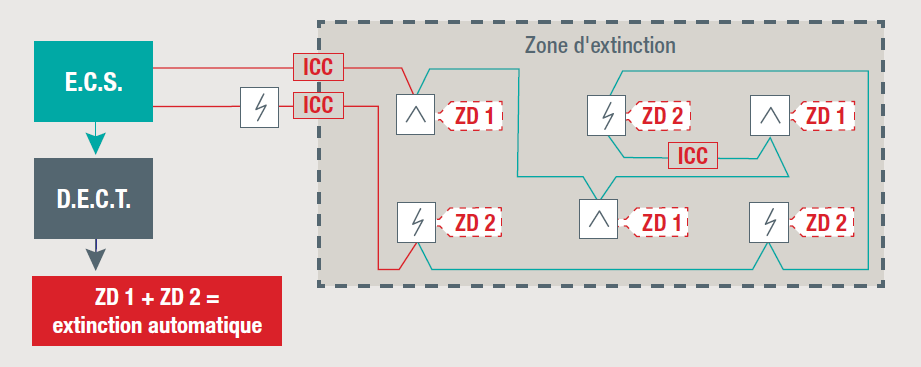 Zone d'extinction
E.C.S.
ICC
ICC
ZD 1
ZD 2
ZD 1
ICC
D.E.C.T.
ZD 2
ZD 1
ZD 2
ZD 1 + ZD 2 =
extinction automatique